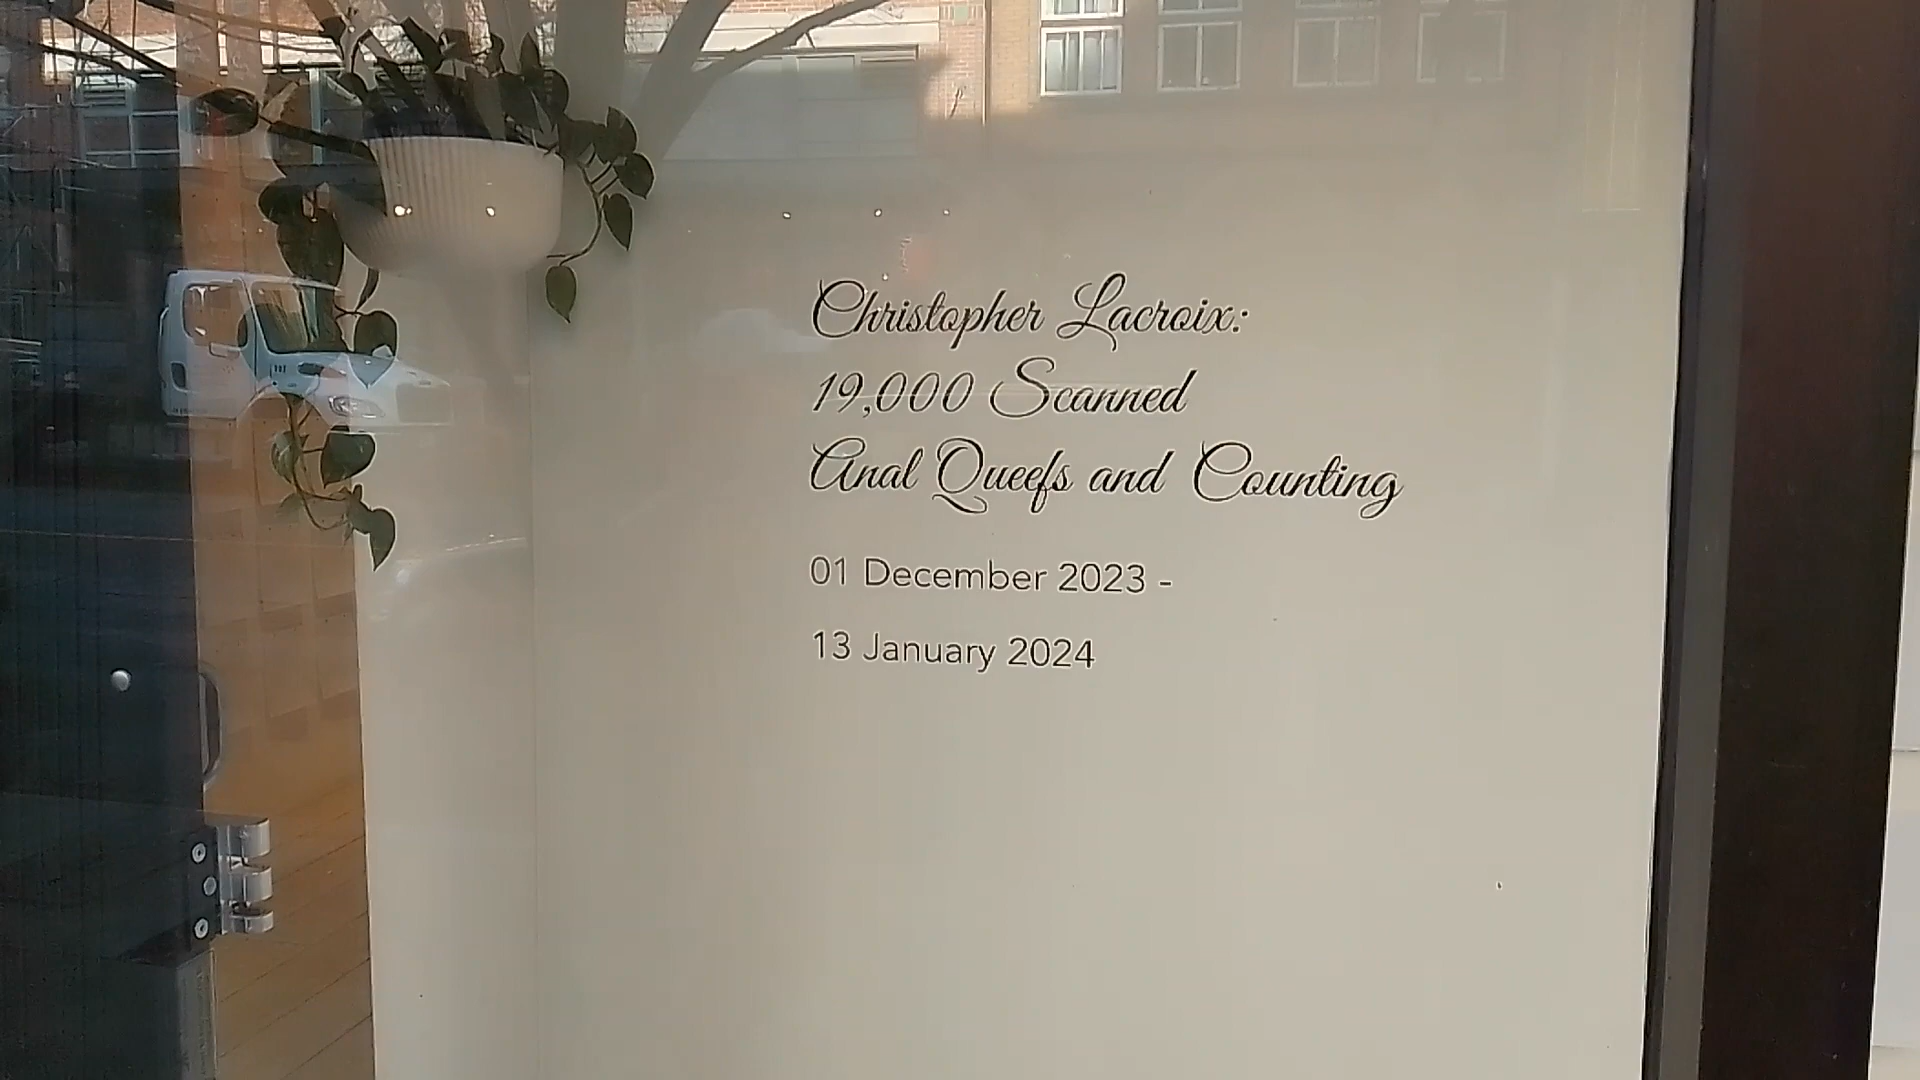 Christopher Lacroix:
19,000 Scanned
Anal Queefs and Counting
01 December 2023 -
13 January 2024